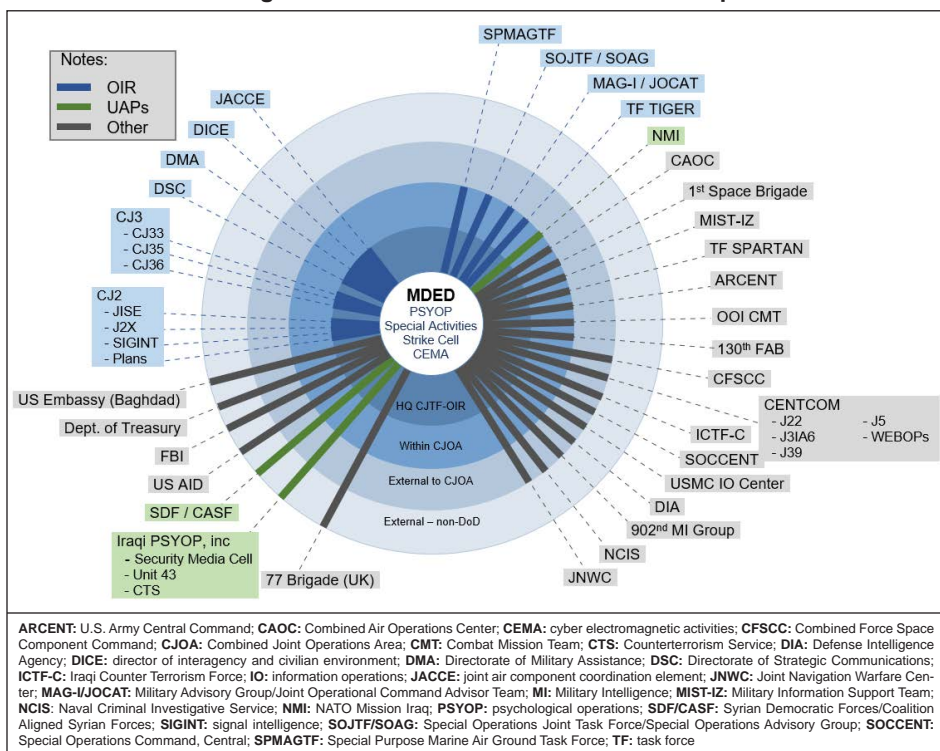 Notes:
OIR
UAPs
Other
SPMAGTF
SOJTF / SOAG
MAG-I / JOCAT
TF TIGER
NMI
CAOC
1st Space Brigade
MIST-IZ
TF SPARTAN
ARCENT
OOI CMT
130th FAB
CFSCC
CENTCOM
- J22
- J3IA6
- J39
- J5
- WEBOPs
ICTF-C
SOCCENT
USMC IO Center
DIA
902nd MI Group
NCIS
JNWC
JACCE
DICE
DMA
DSC
CJ3
- CJ33
- CJ35
- CJ36
CJ2
- JISE
- J2X
- SIGINT
- Plans
US Embassy (Baghdad)
Dept. of Treasury
FBI
US AID
SDF / CASF
Iraqi PSYOP, inc
- Security Media Cell
- Unit 43
- CTS
77 Brigade (UK)
MDED
PSYOP
Special Activities
Strike Cell
CEMA
HQ CJTF-OIR
Within CJOA
External to CJOA
External – non-DoD
ARCENT: U.S. Army Central Command; CAOC: Combined Air Operations Center; CEMA: cyber electromagnetic activities; CFSCC: Combined Force Space
Component Command; CJOA: Combined Joint Operations Area; CMT: Combat Mission Team; CTS: Counterterrorism Service; DIA: Defense Intelligence
Agency; DICE: director of interagency and civilian environment; DMA: Directorate of Military Assistance; DSC: Directorate of Strategic Communications;
ICTF-C: Iraqi Counter Terrorism Force; IO: information operations; JACCE: joint air component coordination element; JNWC: Joint Navigation Warfare Cen-
ter; MAG-I/JOCAT: Military Advisory Group/Joint Operational Command Advisor Team; MI: Military Intelligence; MIST-IZ: Military Information Support Team;
NCIS: Naval Criminal Investigative Service; NMI: NATO Mission Iraq; PSYOP: psychological operations; SDF/CASF: Syrian Democratic Forces/Coalition
Aligned Syrian Forces; SIGINT: signal intelligence; SOJTF/SOAG: Special Operations Joint Task Force/Special Operations Advisory Group; SOCCENT:
Special Operations Command, Central; SPMAGTF: Special Purpose Marine Air Ground Task Force; TF: task force